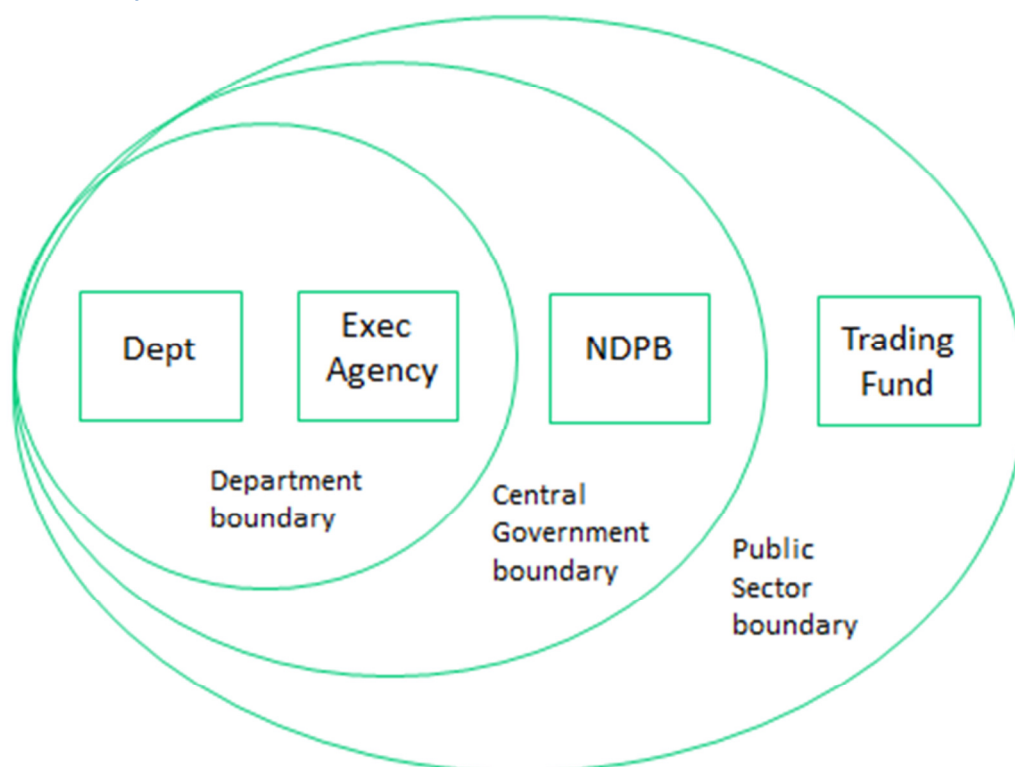 Dept
Exec
Agency
NDPB
Trading
Fund
Department
boundary
Central
Government
boundary
Public
Sector
boundary